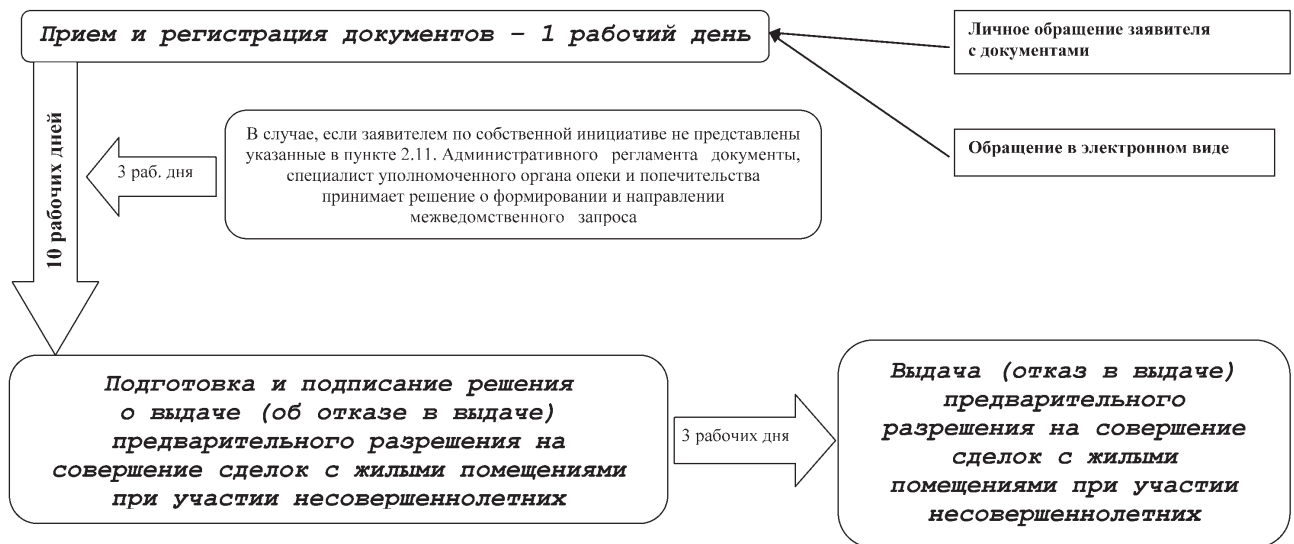 Прием и регистрация документов – 1 рабочий день
Личное обращение заявителя
с документами
Обращение в электронном виде
10 рабочих дней
3 раб. дня
В случае, если заявителем по собственной инициативе не представлены
указанные в пункте 2.11. Административного регламента документы,
специалист уполномоченного органа опеки и попечительства
принимает решение о формировании и направлении
межведомственного запроса
Подготовка и подписание решения
о выдаче (об отказе в выдаче)
предварительного разрешения на
совершение сделок с жилыми помещениями
при участии несовершеннолетних
3 рабочих дня
Выдача (отказ в выдаче)
предварительного
разрешения на совершение
сделок с жилыми
помещениями при участии
несовершеннолетних